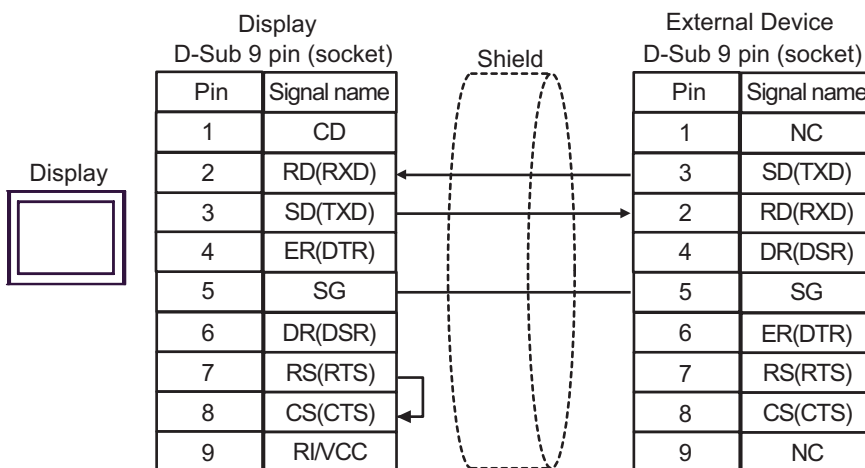 Display
D-Sub 9 pin (socket)
Shield
External Device
D-Sub 9 pin (socket)
Display
Pin Signal name
1 CD
2 RD(RXD)
3 SD(TXD)
4 ER(DTR)
5 SG
6 DR(DSR)
7 RS(RTS)
8 CS(CTS)
9 RI/VCC
Pin Signal name
1 NC
3 SD(TXD)
2 RD(RXD)
4 DR(DSR)
5 SG
6 ER(DTR)
7 RS(RTS)
8 CS(CTS)
9 NC